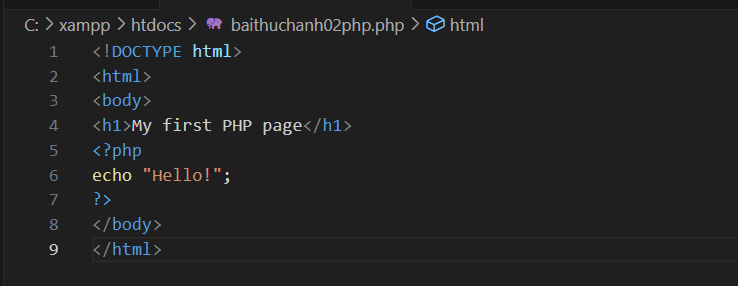 C: > xampp > htdocs > baithuchanh02php.php > html
1 <!DOCTYPE html>
2 <html>
3 <body>
4 <h1>My first PHP page</h1>
5 <?php
6 echo "Hello!";
7 ?>
8 </body>
9 </html>